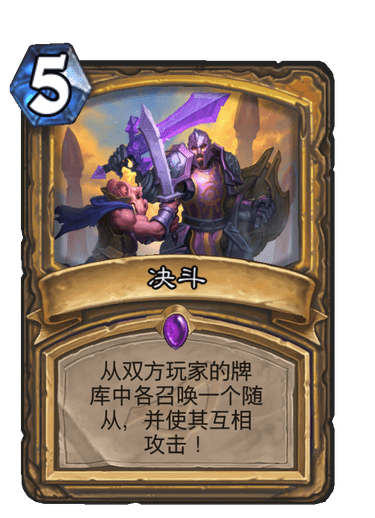 5
决斗
从双方玩家的牌
库中各召唤一个随
从，并使其互相
攻击！